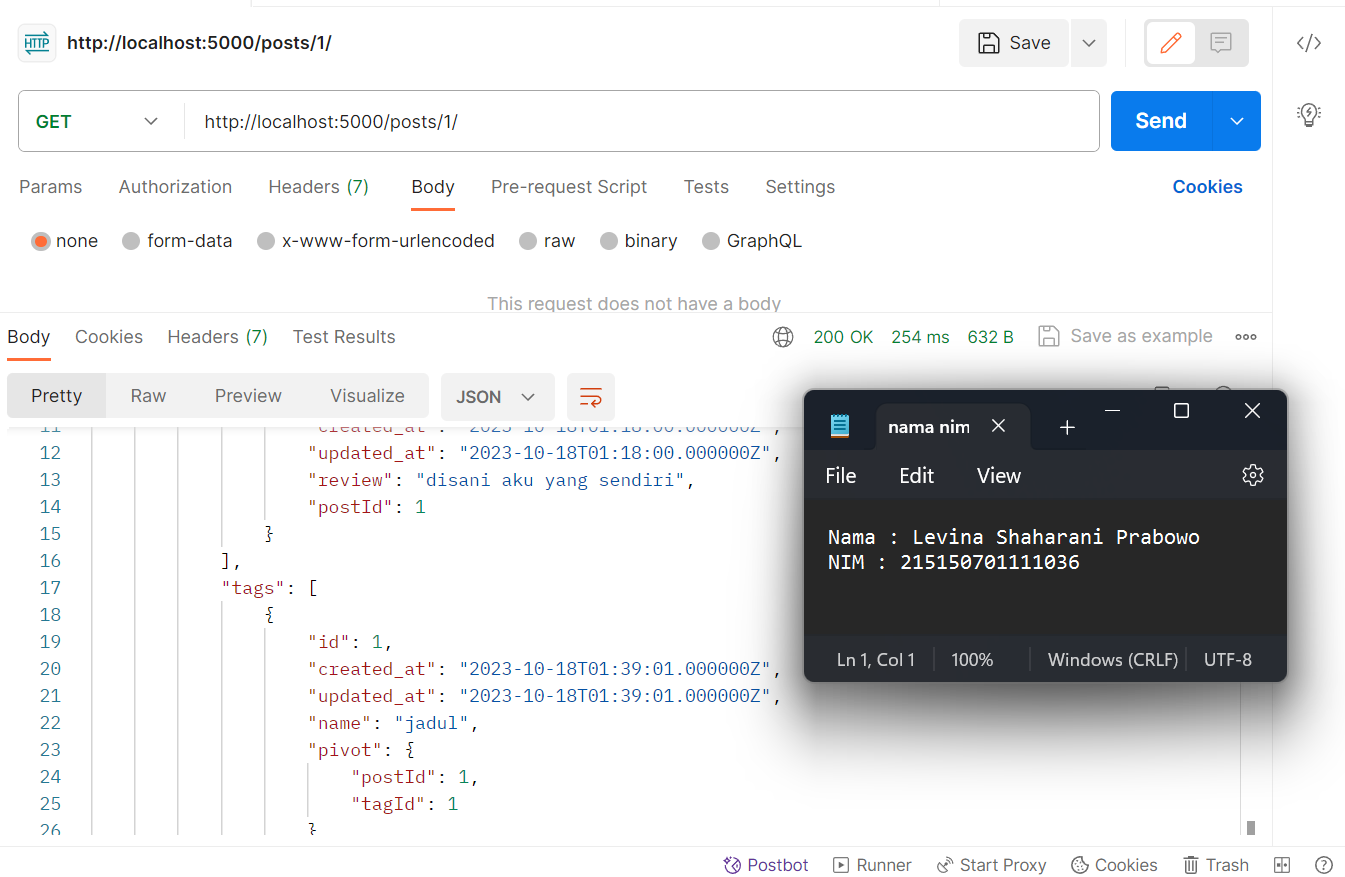 HTTP http://localhost:5000/posts/1/ Save
GET http://localhost:5000/posts/1/ Send
Params Authorization Headers (7) Body Pre-request Script Tests Settings Cookies
none form-data x-www-form-urlencoded raw binary GraphQL
This request does not have a body
Body Cookies Headers (7) Test Results 200 OK 254 ms 632 B Save as example
Pretty Raw Preview Visualize JSON
11 "created_at": "2023-10-18T01:18:00.000000Z",
12 "updated_at": "2023-10-18T01:18:00.000000Z",
13 "review": "disani aku yang sendiri",
14 "postId": 1
15 }
16 ],
17 "tags": [
18 {
19 "id": 1,
20 "created_at": "2023-10-18T01:39:01.000000Z",
21 "updated_at": "2023-10-18T01:39:01.000000Z",
22 "name": "jadul",
23 "pivot": {
24 "postId": 1,
25 "tagId": 1
26 }
nama nim
File Edit View
Nama : Levina Shaharani Prabowo
NIM : 215150701111036
Ln 1, Col 1 100% Windows (CRLF) UTF-8
Postbot Runner Start Proxy Cookies Trash